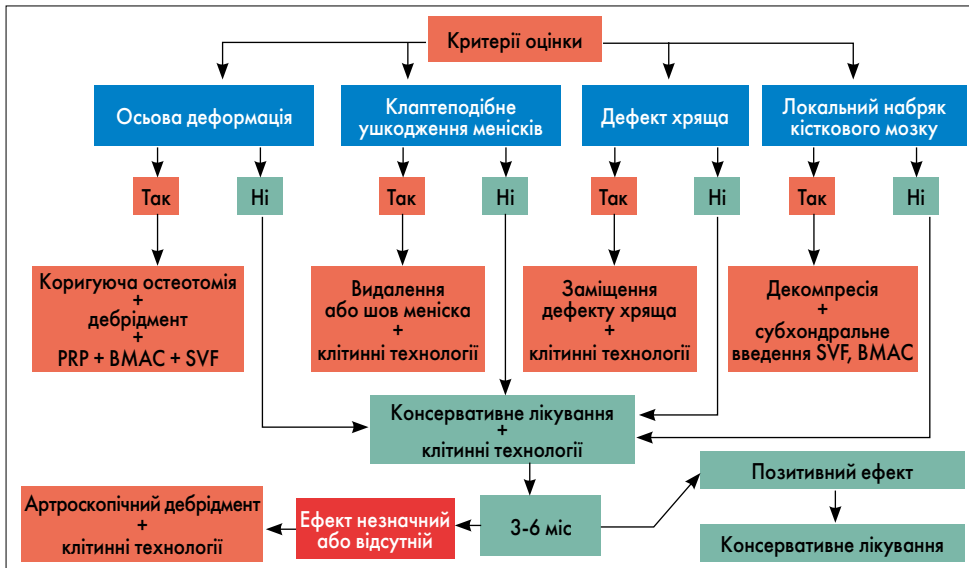 Критерії оцінки
Осьова деформація
Клаптеподібне
ушкодження менісків
Дефект хряща
Локальний набряк
кісткового мозку
Так
Ні
Так
Ні
Так
Ні
Так
Ні
Коригуюча остеотомія
+
дебрідмент
+
PRP + BMAC + SVF
Видалення
або шов меніска
+
клітинні технології
Заміщення
дефекту хряща
+
клітинні технології
Декомпресія
+
субхондральне
введення SVF, BMAC
Консервативне лікування
+
клітинні технології
Артроскопічний дебрідмент
+
клітинні технології
Ефект незначний
або відсутній
3-6 міс
Позитивний ефект
Консервативне лікування